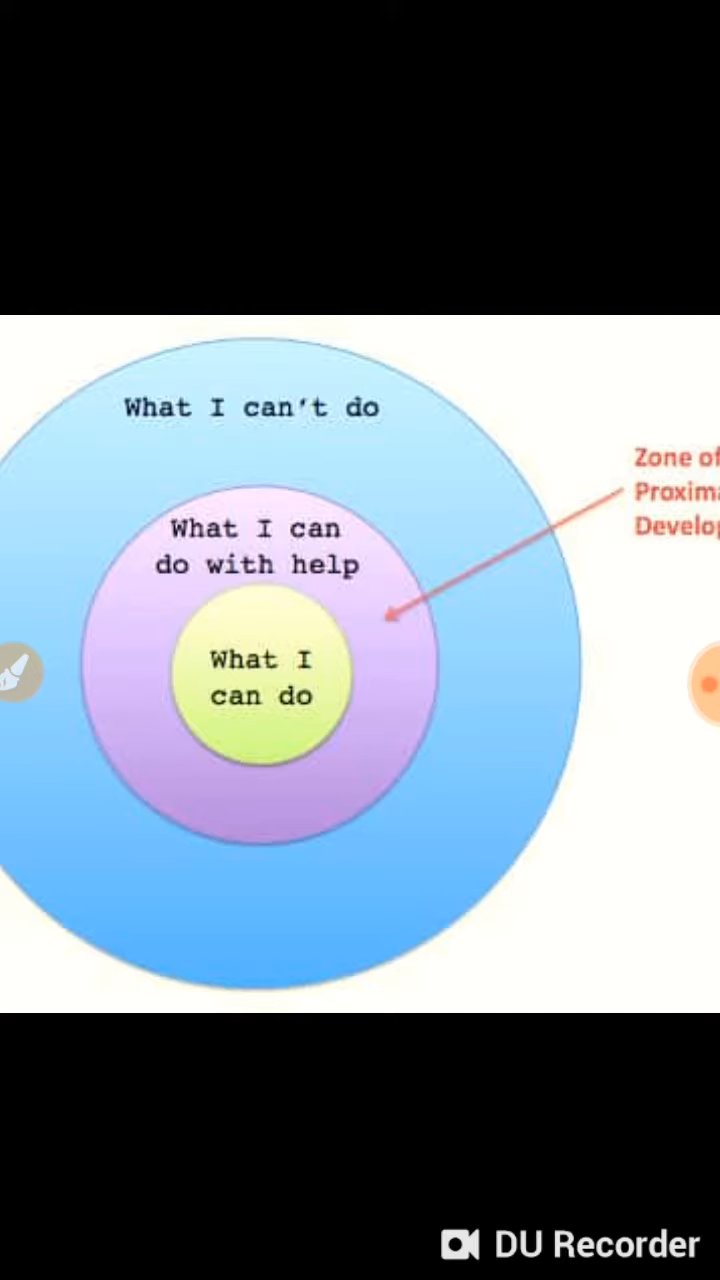 What I can't do
Zone of
What I can
do with help
What I
can do
DU Recorder